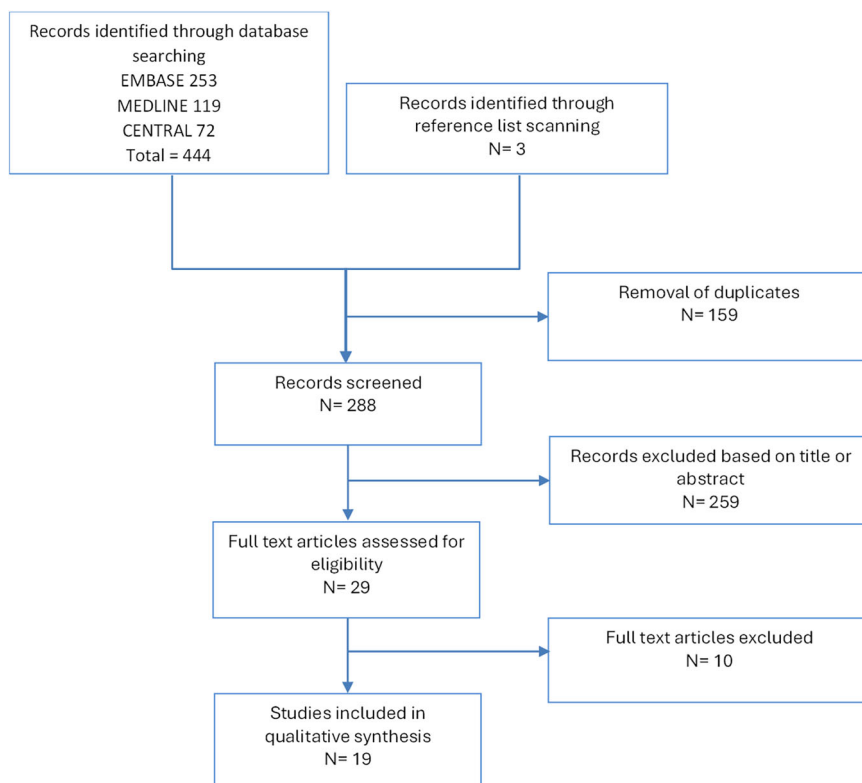 Records identified through database
searching
EMBASE 253
MEDLINE 119
CENTRAL 72
Total = 444
Records identified through
reference list scanning
N= 3
Removal of duplicates
N= 159
Records screened
N= 288
Records excluded based on title or
abstract
N= 259
Full text articles assessed for
eligibility
N= 29
Full text articles excluded
N= 10
Studies included in
qualitative synthesis
N= 19